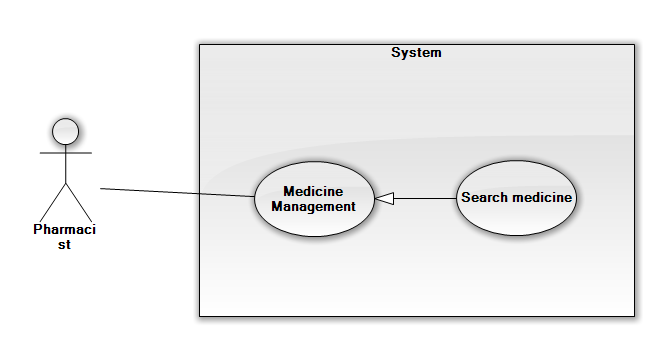 System
Medicine
Management
Search medicine
Pharmaci
st